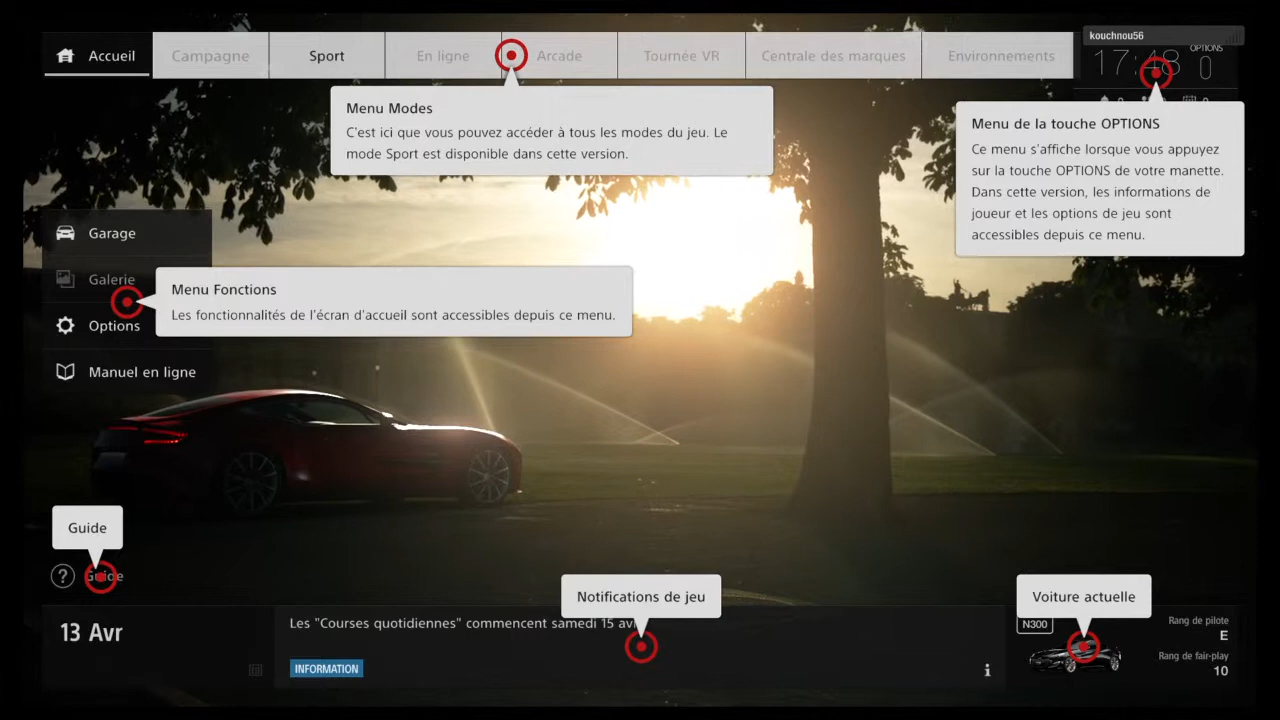 kouchnou56
Accueil
Campagne
Sport
En ligne
Arcade
Tournée VR
Centrale des marques
Environnements
17:48
OPTIONS
0
Menu Modes
C'est ici que vous pouvez accéder à tous les modes du jeu. Le
mode Sport est disponible dans cette version.
Menu de la touche OPTIONS
Ce menu s'affiche lorsque vous appuyez
sur la touche OPTIONS de votre manette.
Dans cette version, les informations de
joueur et les options de jeu sont
accessibles depuis ce menu.
Garage
Galerie
Options
Manuel en ligne
Menu Fonctions
Les fonctionnalités de l'écran d'accueil sont accessibles depuis ce menu.
Guide
? Guide
Notifications de jeu
Voiture actuelle
13 Avr
Les "Courses quotidiennes" commencent samedi 15 avr
INFORMATION
i
N300
Rang de pilote
E
Rang de fair-play
10